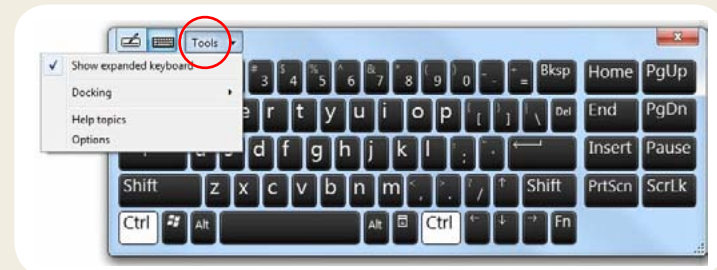 Tools
Show expanded keyboard
Docking
Help topics
Options
# 3 $ 4 % 5 ^ 6 & 7 * 8 ( 9 ) 0 _ - + = Bksp Home PgUp
e r t y u i o p { [ } ] | \ Del End PgDn
d f g h j k l : ; " ' Insert Pause
Shift z x c v b n m < , > . ? / ↑ Shift PrtScn ScrLk
Ctrl Alt Alt Ctrl ← ↓ → Fn